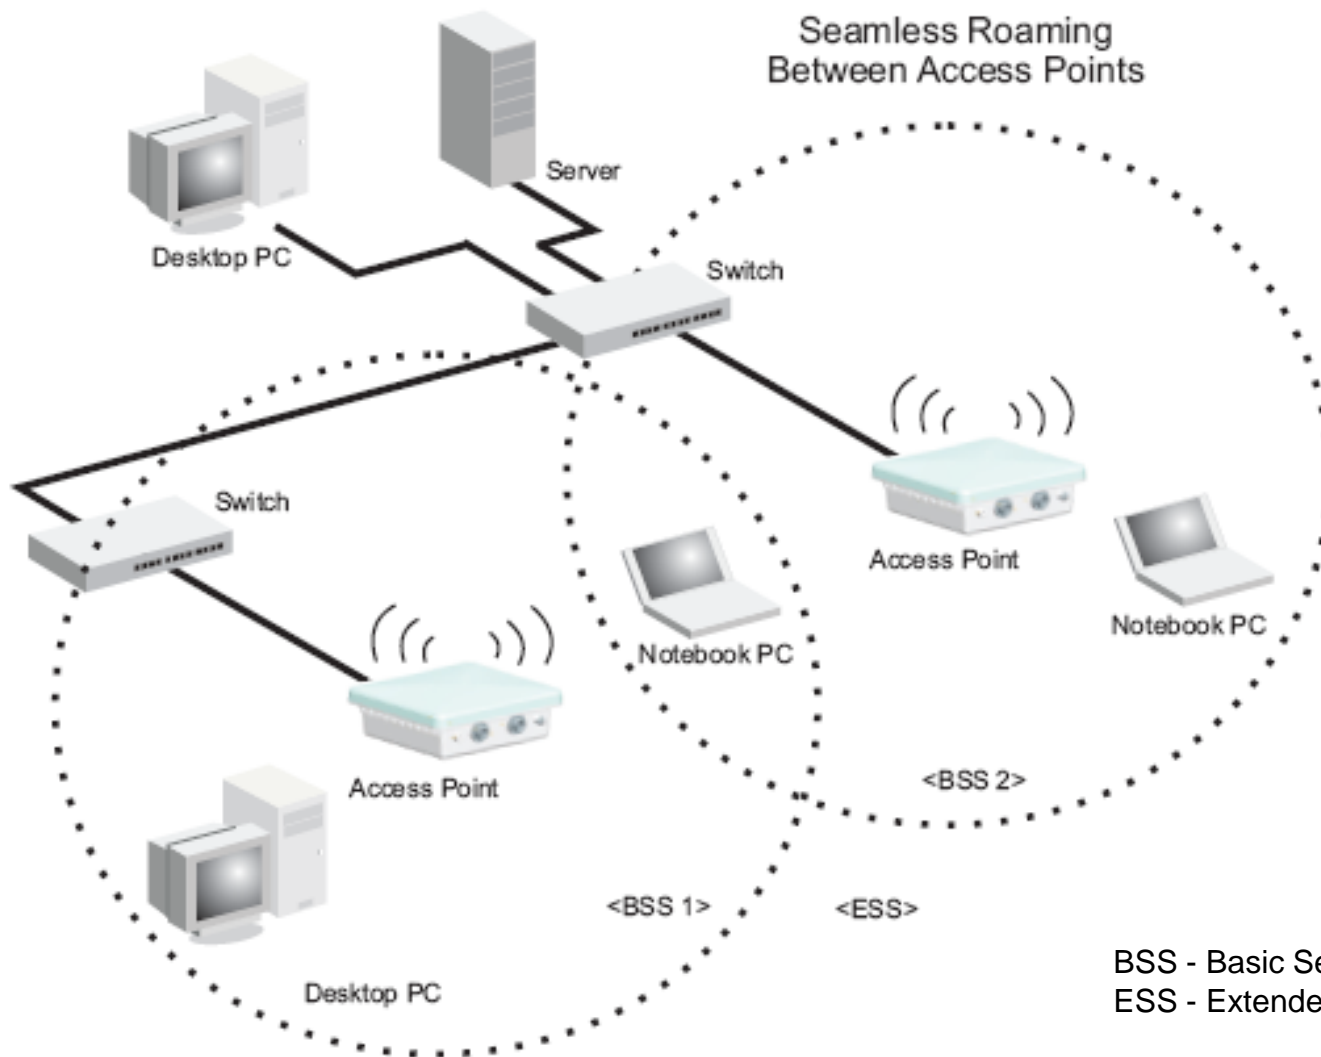 Seamless Roaming
Between Access Points
Server
Desktop PC
Switch
Switch
Access Point
Notebook PC
Notebook PC
Access Point
<BSS 2>
<BSS 1>
<ESS>
Desktop PC
BSS - Basic Se
ESS - Extende